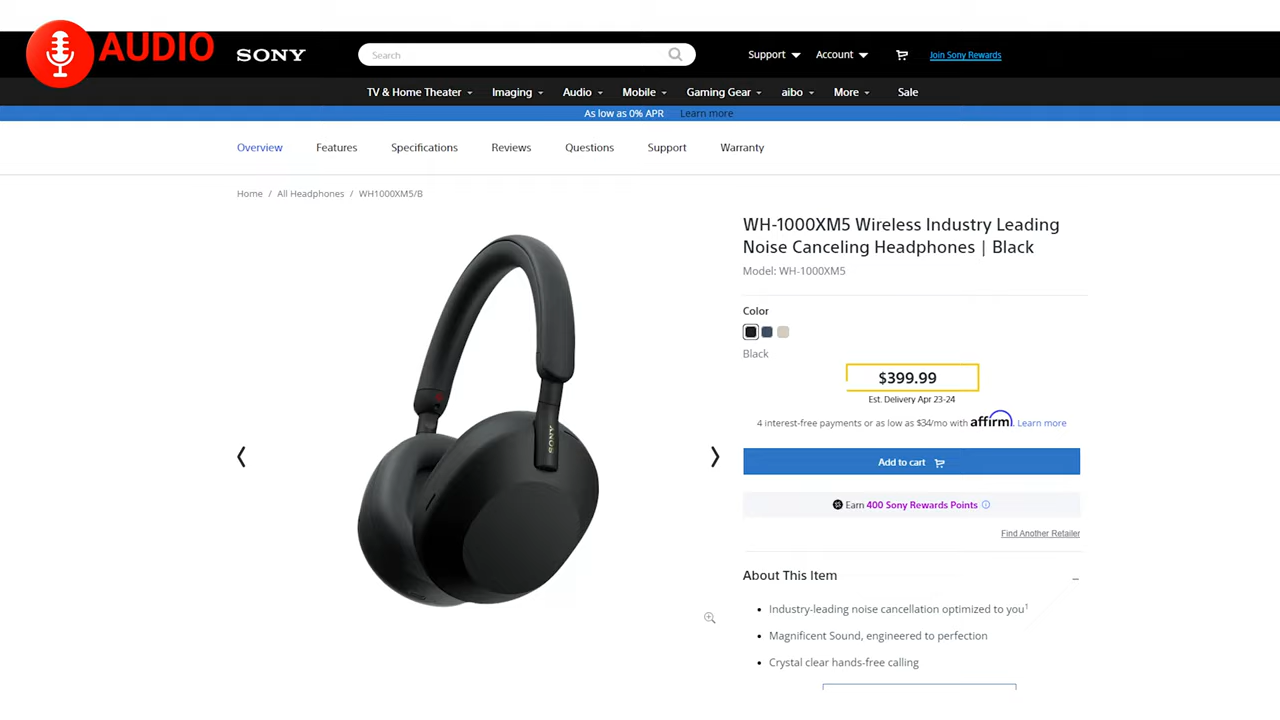 AUDIO
SONY
Search
Support
Account
Join Sony Rewards
TV & Home Theater
Imaging
Audio
Mobile
Gaming Gear
aibo
More
Sale
As low as 0% APR Learn more
Overview
Features
Specifications
Reviews
Questions
Support
Warranty
Home / All Headphones / WH1000XM5/B
SONY
WH-1000XM5 Wireless Industry Leading
Noise Canceling Headphones | Black
Model: WH-1000XM5
Color
Black
$399.99
Est. Delivery Apr 23-24
4 interest-free payments or as low as $34/mo with affirm. Learn more
Add to cart
Earn 400 Sony Rewards Points
Find Another Retailer
About This Item
• Industry-leading noise cancellation optimized to you¹
• Magnificent Sound, engineered to perfection
• Crystal clear hands-free calling